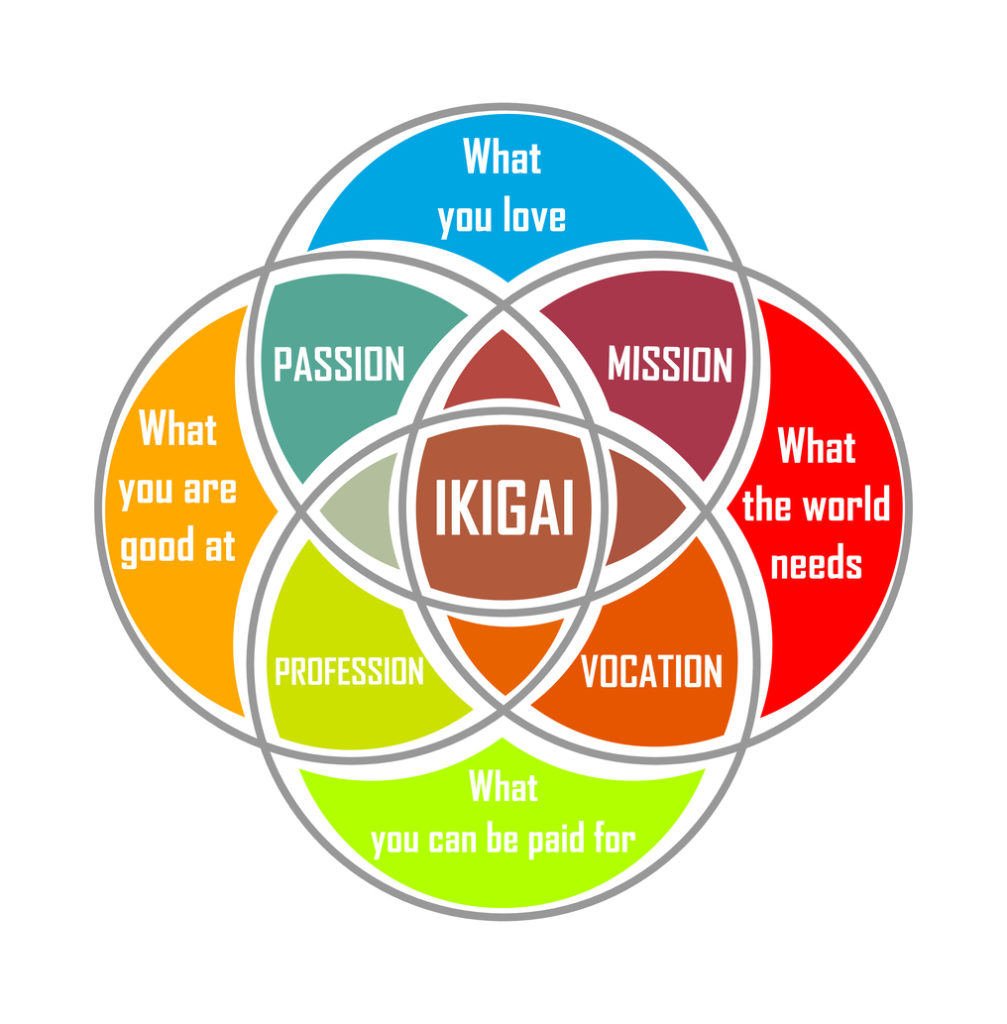 What
you love
PASSION
MISSION
What
you are
good at
IKIGAI
What
the world
needs
PROFESSION
VOCATION
What
you can be paid for